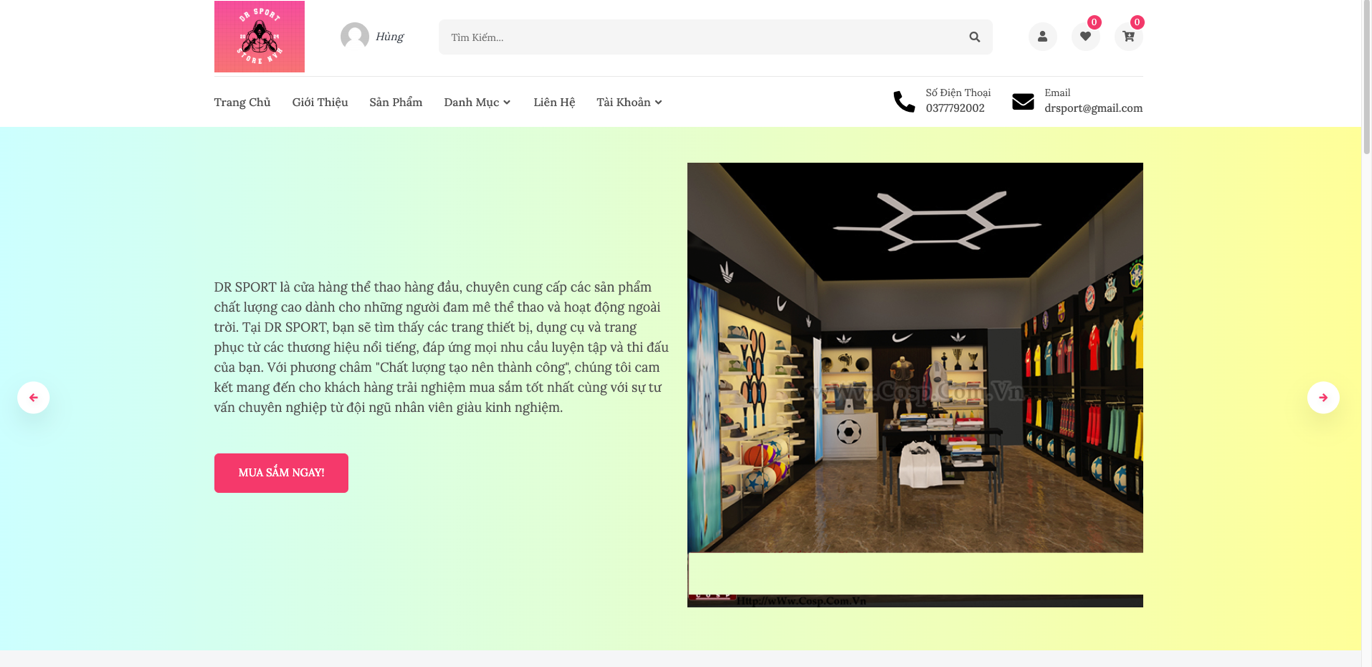 DR SPORT
STORE NVH
Hùng
Tìm Kiếm...
0
0
Trang Chủ
Giới Thiệu
Sản Phẩm
Danh Mục
Liên Hệ
Tài Khoản
Số Điện Thoại
0377792002
Email
drsport@gmail.com
DR SPORT là cửa hàng thể thao hàng đầu, chuyên cung cấp các sản phẩm
chất lượng cao dành cho những người đam mê thể thao và hoạt động ngoài
trời. Tại DR SPORT, bạn sẽ tìm thấy các trang thiết bị, dụng cụ và trang
phục từ các thương hiệu nổi tiếng, đáp ứng mọi nhu cầu luyện tập và thi đấu
của bạn. Với phương châm "Chất lượng tạo nên thành công", chúng tôi cam
kết mang đến cho khách hàng trải nghiệm mua sắm tốt nhất cùng với sự tư
vấn chuyên nghiệp từ đội ngũ nhân viên giàu kinh nghiệm.
MUA SẮM NGAY!
www.Cosp.Com.Vn
Http://wWw.Cosp.Com.Vn